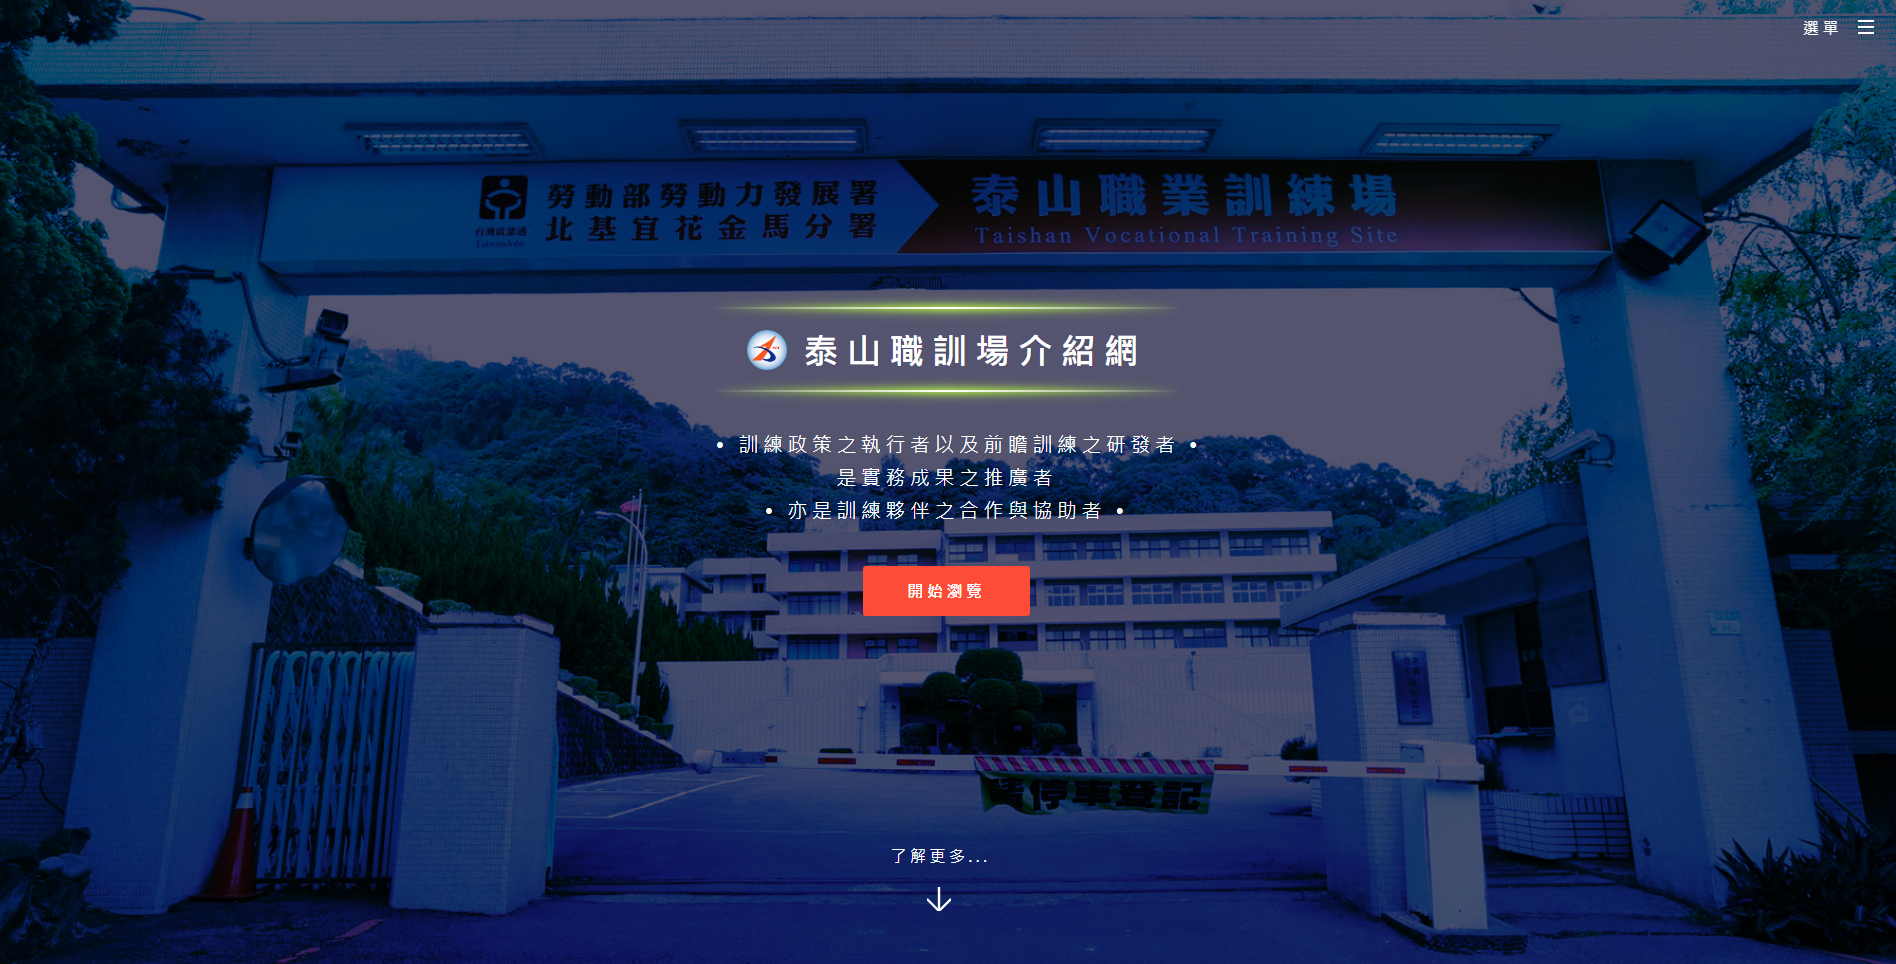 選單
勞動部勞動力發展署
北基宜花金馬分署
台灣就業通
TaiwanJobs
泰山職業訓練場
Taishan Vocational Training Site
泰山職訓場介紹網
• 訓練政策之執行者以及前瞻訓練之研發者 •
是實務成果之推廣者
• 亦是訓練夥伴之合作與協助者 •
開始瀏覽
停車登記
了解更多...